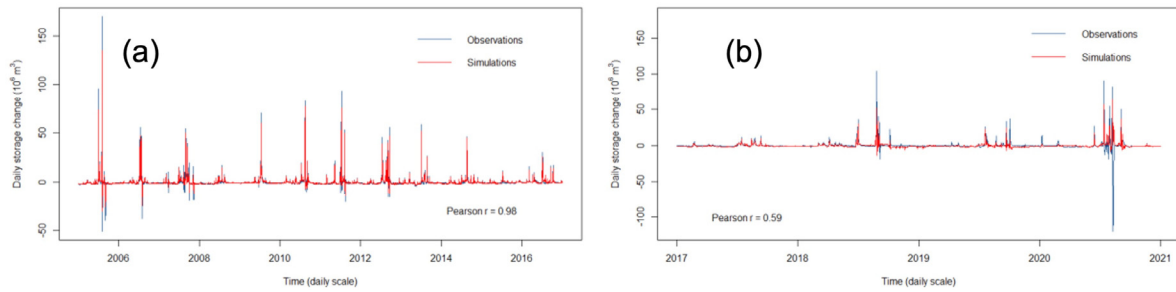 (a)
Observations
Simulations
Daily storage change (10⁶ m³)
150
100
50
0
-50
Pearson r = 0.98
2006
2008
2010
2012
2014
2016
Time (daily scale)
(b)
Observations
Simulations
Daily storage change (10⁶ m³)
150
100
50
0
-50
-100
Pearson r = 0.59
2017
2018
2019
2020
2021
Time (daily scale)